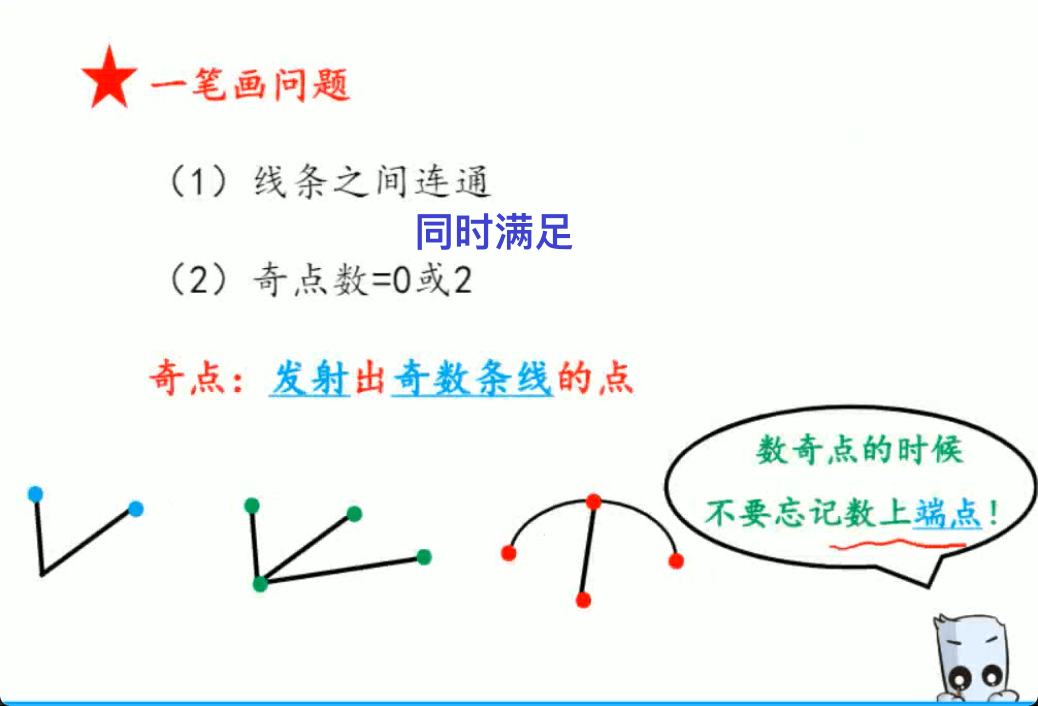 一笔画问题
（1）线条之间连通
同时满足
（2）奇点数=0或2
奇点：发射出奇数条线的点
数奇点的时候
不要忘记数上端点！